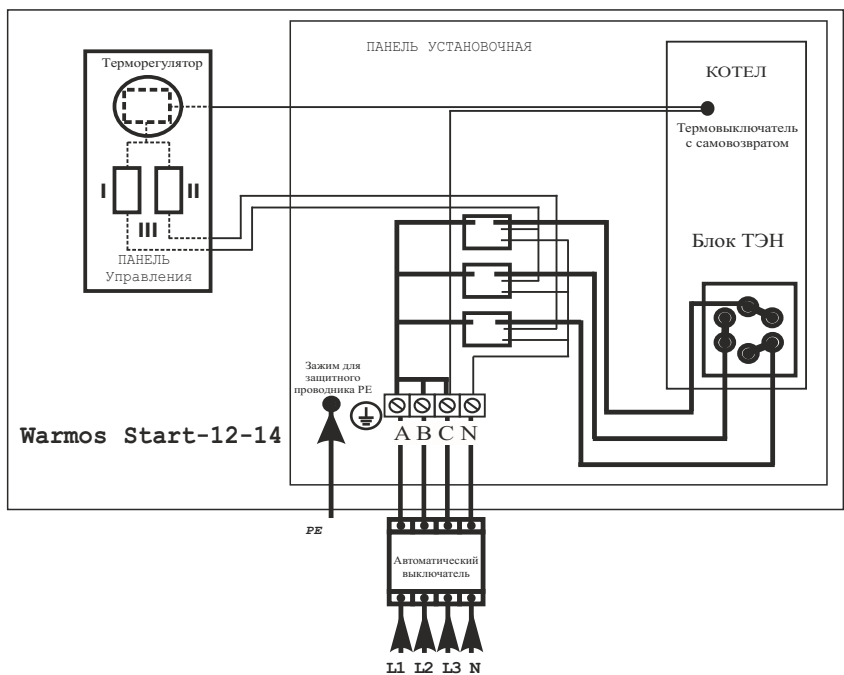 ПАНЕЛЬ УСТАНОВОЧНАЯ
Терморегулятор
КОТЕЛ
Термовыключатель
с самовозвратом
I
II
III
ПАНЕЛЬ
Управления
Блок ТЭН
Зажим для
защитного
проводника PE
A B C N
Warmos Start-12-14
PE
Автоматический
выключатель
L1 L2 L3 N